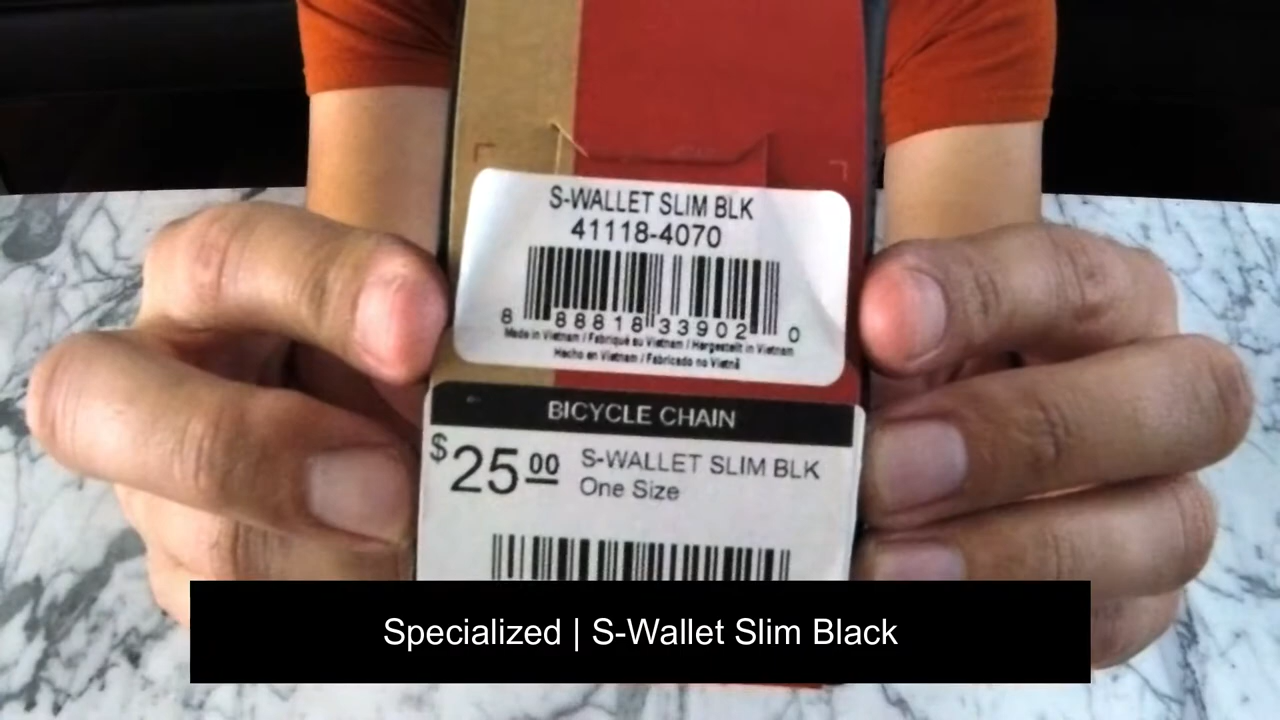 S-WALLET SLIM BLK
41118-4070
8 88818 33902 0
Made in Vietnam / Fabriqué au Vietnam / Hergestellt in Vietnam
Hecho en Vietnam / Fabricado no Vietnã
BICYCLE CHAIN
$25.00 S-WALLET SLIM BLK
One Size
Specialized | S-Wallet Slim Black